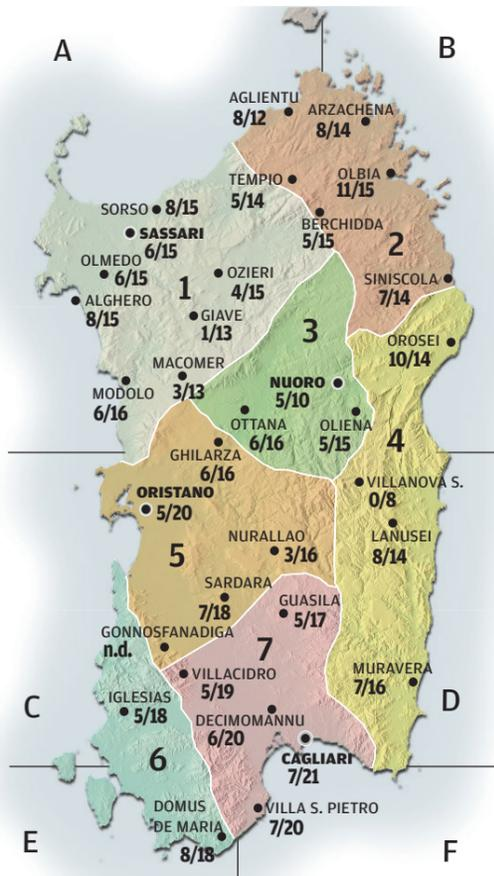 A
B
AGLIENTU
8/12
ARZACHENA
8/14
TEMPIO
5/14
OLBIA
11/15
SORSO 8/15
BERCHIDDA
5/15
SASSARI
6/15
2
OLMEDO
6/15
OZIERI
4/15
SINISCOLA
7/14
1
ALGHERO
8/15
GIAVE
1/13
3
OROSEI
10/14
MACOMER
3/13
MODOLO
6/16
NUORO
5/10
OTTANA
6/16
OLIENA
5/15
4
GHILARZA
6/16
VILLANOVA S.
0/8
ORISTANO
5/20
LANUSEI
8/14
NURALLAO
3/16
5
SARDARA
7/18
GUASILA
5/17
GONNOSFANADIGA
n.d.
7
VILLACIDRO
5/19
MURAVERA
7/16
C
IGLESIAS
5/18
D
DECIMOMANNU
6/20
6
CAGLIARI
7/21
DOMUS
DE MARIA
8/18
VILLA S. PIETRO
7/20
E
F